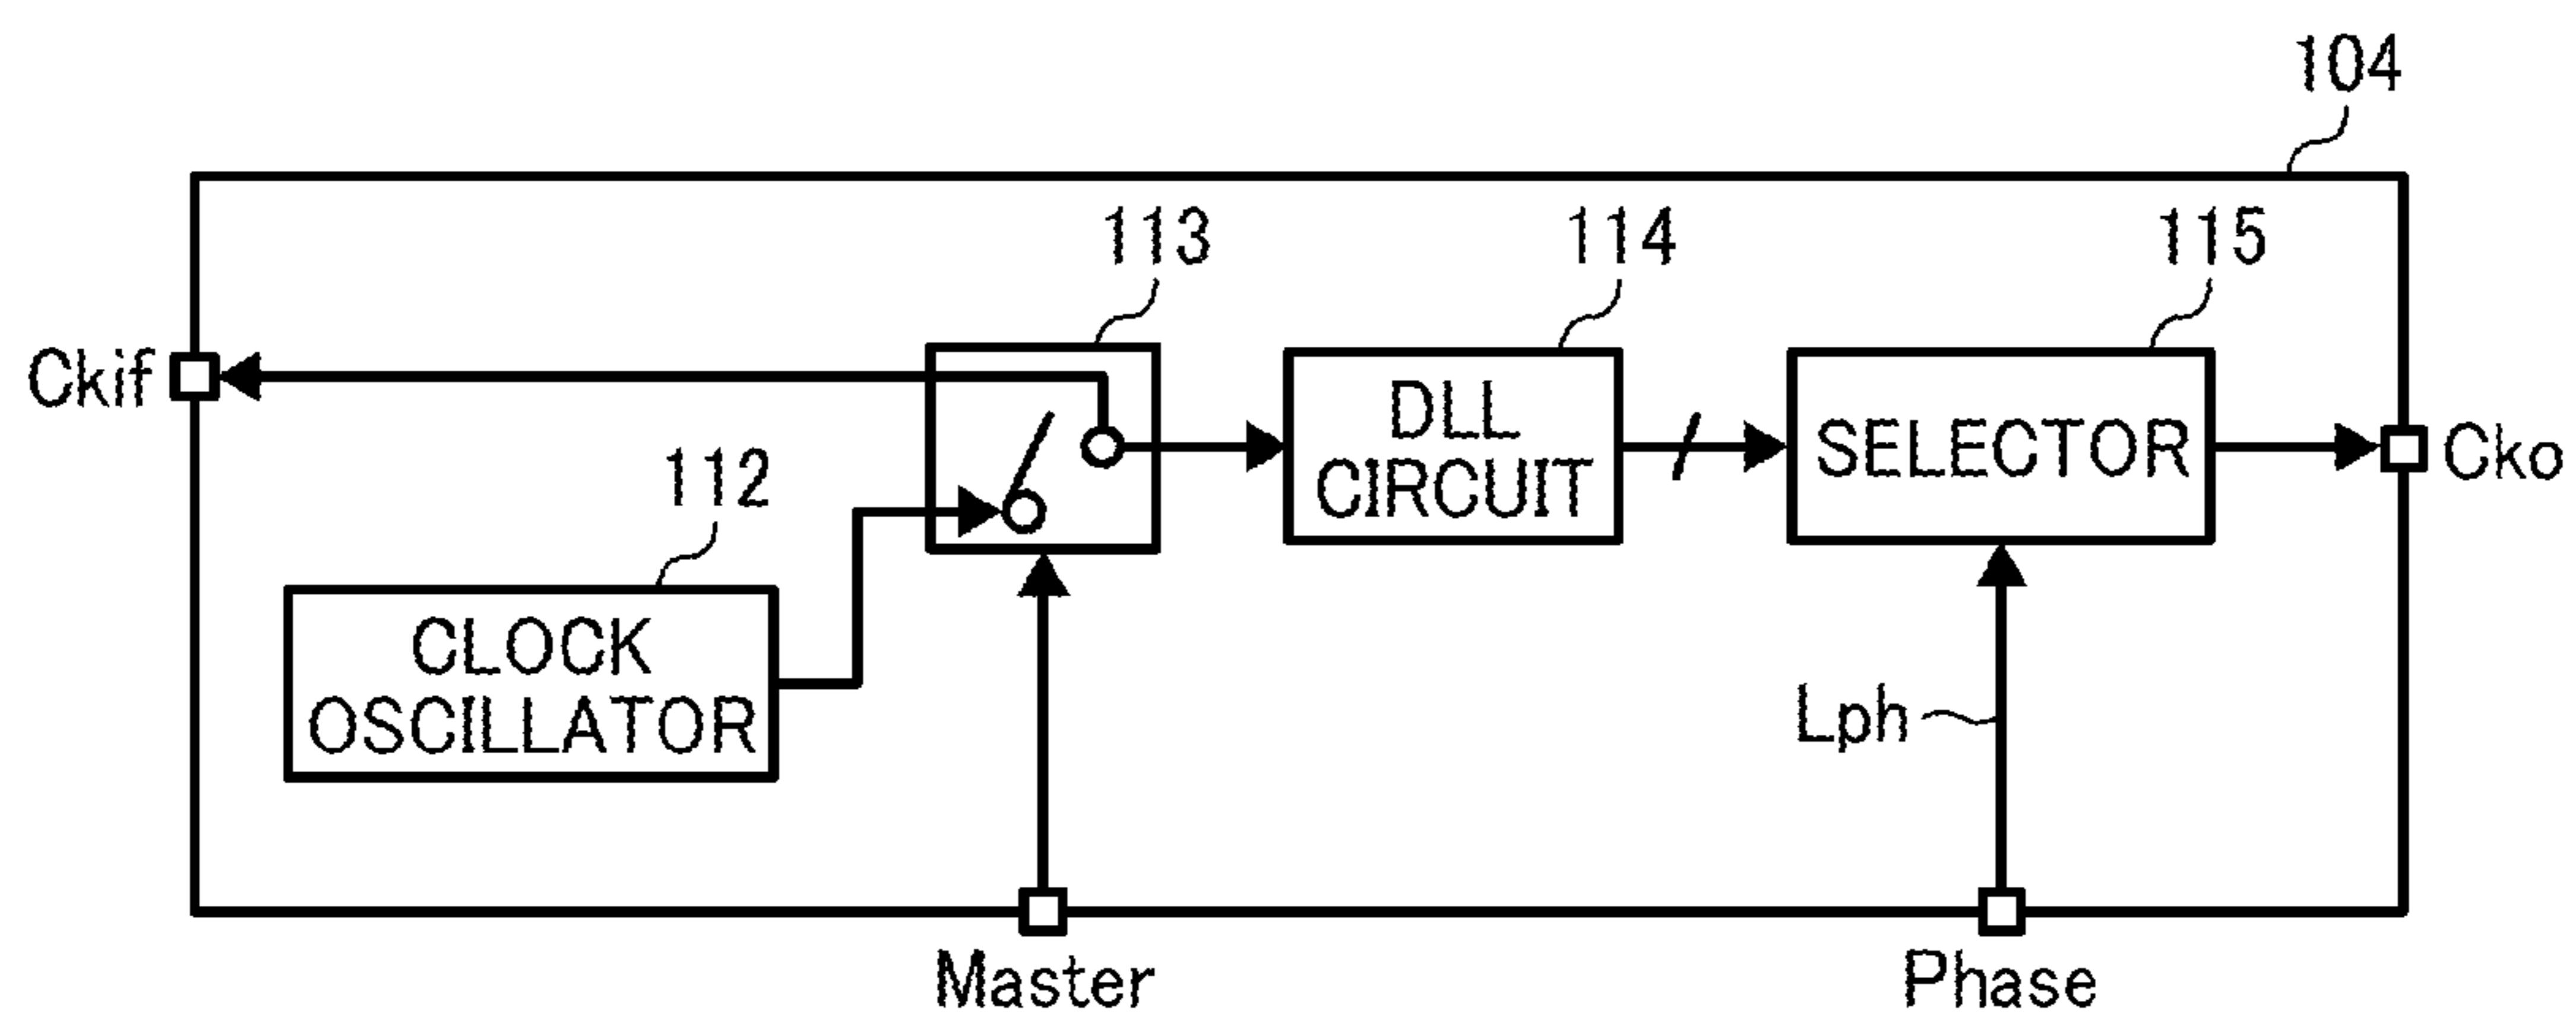 104
113
114
115
Ckif
DLL
CIRCUIT
SELECTOR
Cko
112
CLOCK
OSCILLATOR
Lph
Master
Phase